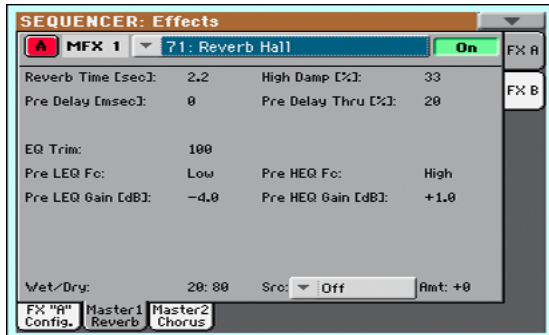 SEQUENCER: Effects
A MFX 1 71: Reverb Hall On FX A
Reverb Time [sec]: 2.2 High Damp [%]: 33
Pre Delay [msec]: 0 Pre Delay Thru [%]: 20 FX B
EQ Trim: 100
Pre LEQ Fc: Low Pre HEQ Fc: High
Pre LEQ Gain [dB]: -4.0 Pre HEQ Gain [dB]: +1.0
Wet/Dry: 20:80 Src: Off Amt: +0
FX "A" Master1 Master2
Config. Reverb Chorus